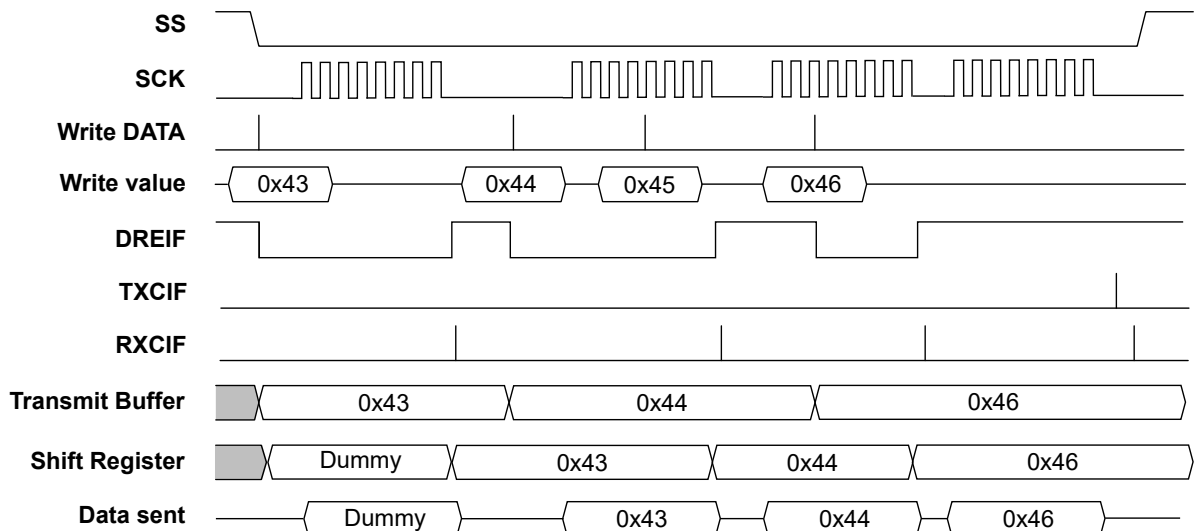 SS
SCK
Write DATA
Write value 0x43 0x44 0x45 0x46
DREIF
TXCIF
RXCIF
Transmit Buffer 0x43 0x44 0x46
Shift Register Dummy 0x43 0x44 0x46
Data sent Dummy 0x43 0x44 0x46